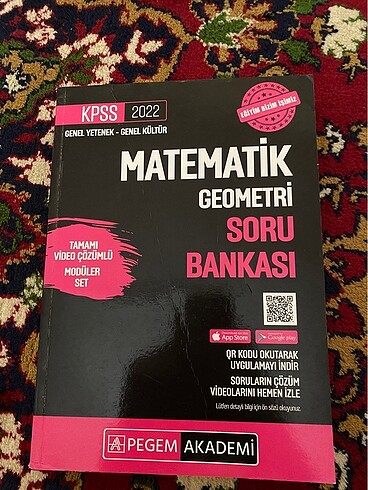 KPSS 2022
GENEL YETENEK - GENEL KÜLTÜR
EĞİTİM BİZİM İŞİMİZ
MATEMATİK
GEOMETRİ
SORU
BANKASI
TAMAMI
VİDEO ÇÖZÜMLÜ
MODÜLER
SET
App Store
Google play
QR KODU OKUTARAK
UYGULAMAYI İNDİR
SORULARIN ÇÖZÜM
VİDEOLARINI HEMEN İZLE
Lütfen detaylı bilgi için ön sözü okuyunuz.
PEGEM AKADEMİ